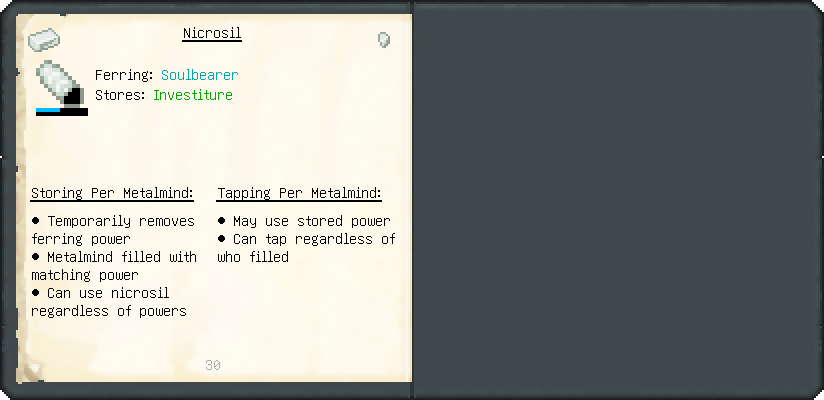 Nicrosil
Ferring: Soulbearer
Stores: Investiture
Storing Per Metalmind:
• Temporarily removes
ferring power
• Metalmind filled with
matching power
• Can use nicrosil
regardless of powers
Tapping Per Metalmind:
• May use stored power
• Can tap regardless of
who filled
30